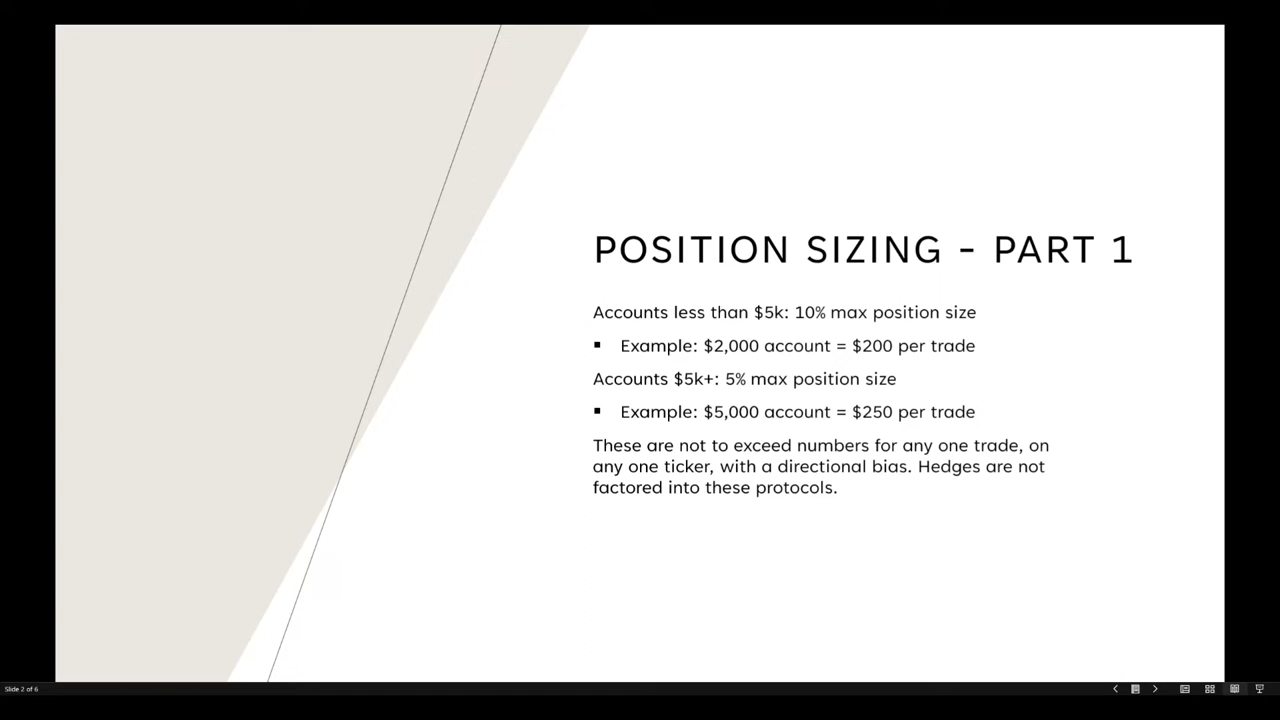 POSITION SIZING - PART 1
Accounts less than $5k: 10% max position size
▪ Example: $2,000 account = $200 per trade
Accounts $5k+: 5% max position size
▪ Example: $5,000 account = $250 per trade
These are not to exceed numbers for any one trade, on
any one ticker, with a directional bias. Hedges are not
factored into these protocols.
Slide 2 of 6